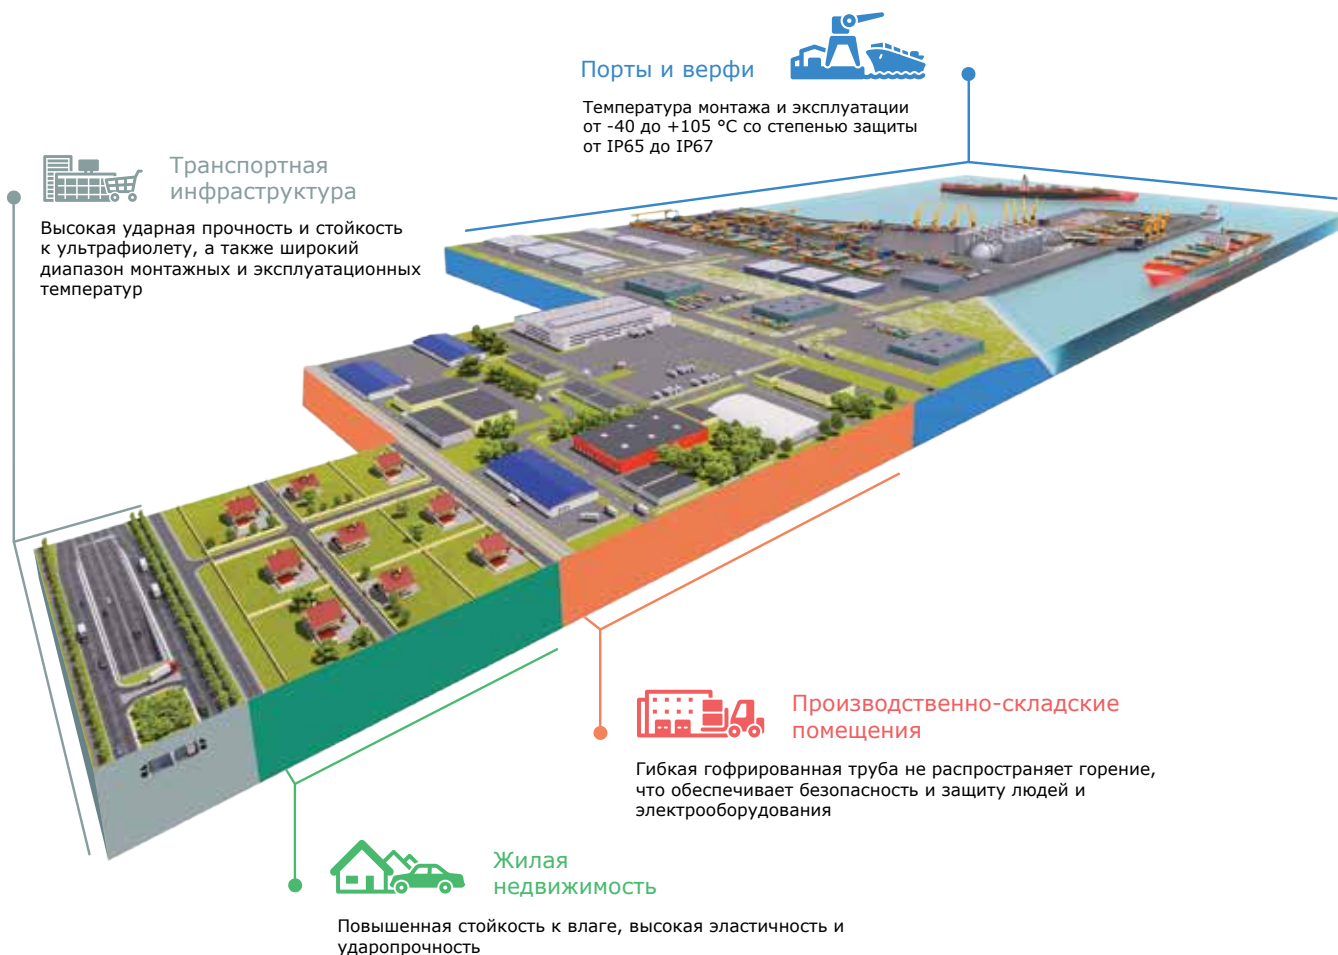 Порты и верфи
Температура монтажа и эксплуатации
от -40 до +105 °C со степенью защиты
от IP65 до IP67
Транспортная
инфраструктура
Высокая ударная прочность и стойкость
к ультрафиолету, а также широкий
диапазон монтажных и эксплуатационных
температур
Производственно-складские
помещения
Гибкая гофрированная труба не распространяет горение,
что обеспечивает безопасность и защиту людей и
электрооборудования
Жилая
недвижимость
Повышенная стойкость к влаге, высокая эластичность и
ударопрочность